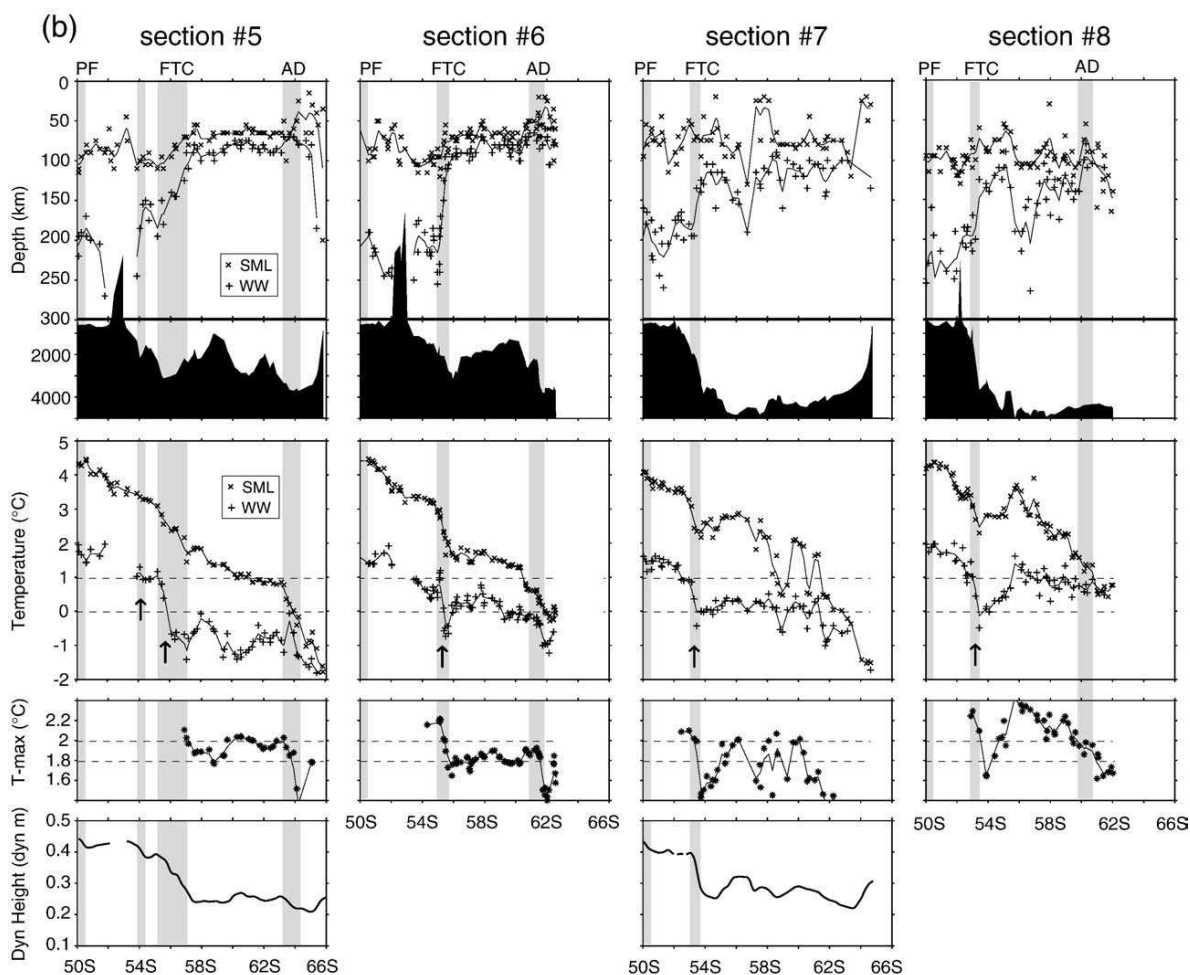 (b)
section #5 section #6 section #7 section #8
PF FTC AD PF FTC AD PF FTC PF FTC AD
0
50
100
150
200
250
300
Depth (km)
× SML
+ WW
2000
4000
5
4
3
2
1
0
-1
-2
Temperature (°C)
× SML
+ WW
2.2
2
1.8
1.6
T-max (°C)
50S 54S 58S 62S 66S 50S 54S 58S 62S 66S
0.5
0.4
0.3
0.2
0.1
Dyn Height (dyn m)
50S 54S 58S 62S 66S 50S 54S 58S 62S 66S